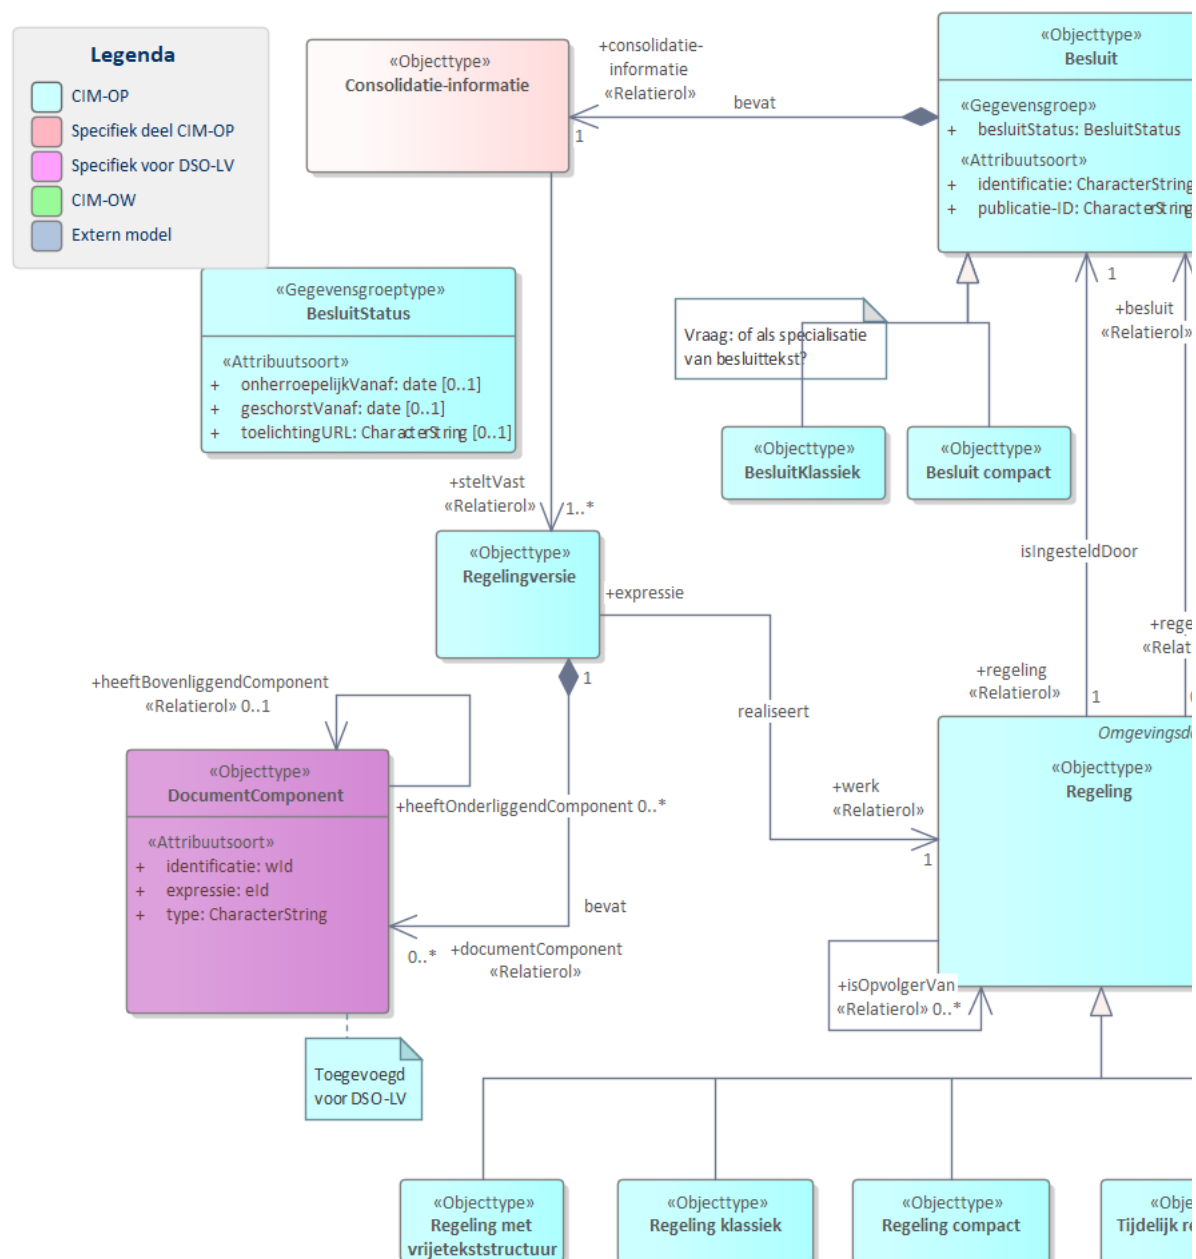 Legenda
CIM-OP
Specifiek deel CIM-OP
Specifiek voor DSO-LV
CIM-OW
Extern model
«Objecttype»
Consolidatie-informatie
+consolidatie-
informatie
«Relatierol»
1
bevat
«Objecttype»
Besluit
«Gegevensgroep»
+ besluitStatus: BesluitStatus
«Attribuutsoort»
+ identificatie: CharacterString
+ publicatie-ID: CharacterString
«Gegevensgroeptype»
BesluitStatus
«Attribuutsoort»
+ onherroepelijkVanaf: date [0..1]
+ geschorstVanaf: date [0..1]
+ toelichtingURL: CharacterString [0..1]
Vraag: of als specialisatie
van besluittekst?
1
+besluit
«Relatierol»
«Objecttype»
BesluitKlassiek
«Objecttype»
Besluit compact
+steltVast
«Relatierol»
1..*
«Objecttype»
Regelingversie
+expressie
1
isIngesteldDoor
+rege
«Relat
+regeling
«Relatierol»
1
+heeftBovenliggendComponent
«Relatierol» 0..1
realiseert
«Objecttype»
DocumentComponent
«Attribuutsoort»
+ identificatie: wId
+ expressie: eId
+ type: CharacterString
+heeftOnderliggendComponent 0..*
bevat
0..* +documentComponent
«Relatierol»
+werk
«Relatierol»
1
Omgevingsdo
«Objecttype»
Regeling
+isOpvolgerVan
«Relatierol» 0..*
Toegevoegd
voor DSO-LV
«Objecttype»
Regeling met
vrijetekststructuur
«Objecttype»
Regeling klassiek
«Objecttype»
Regeling compact
«Obje
Tijdelijk re